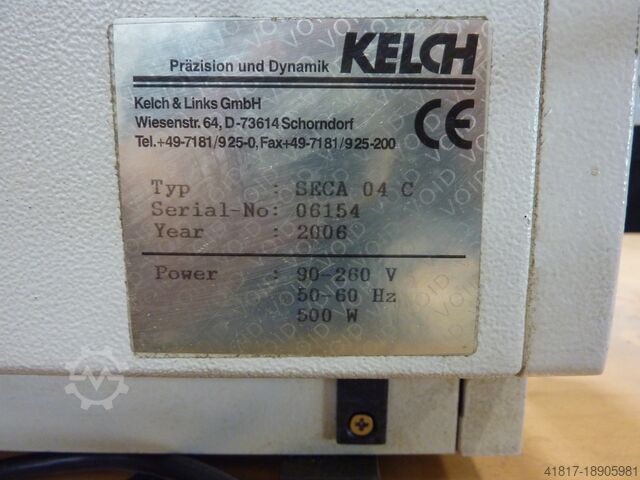 Präzision und Dynamik KELCH
Kelch & Links GmbH
Wiesenstr. 64, D-73614 Schorndorf
Tel.+49-7181/925-0, Fax+49-7181/925-200
CE
Typ : SECA 04 C
Serial-No: 06154
Year : 2006
Power : 90-260 V
50-60 Hz
500 W
41817-18905981